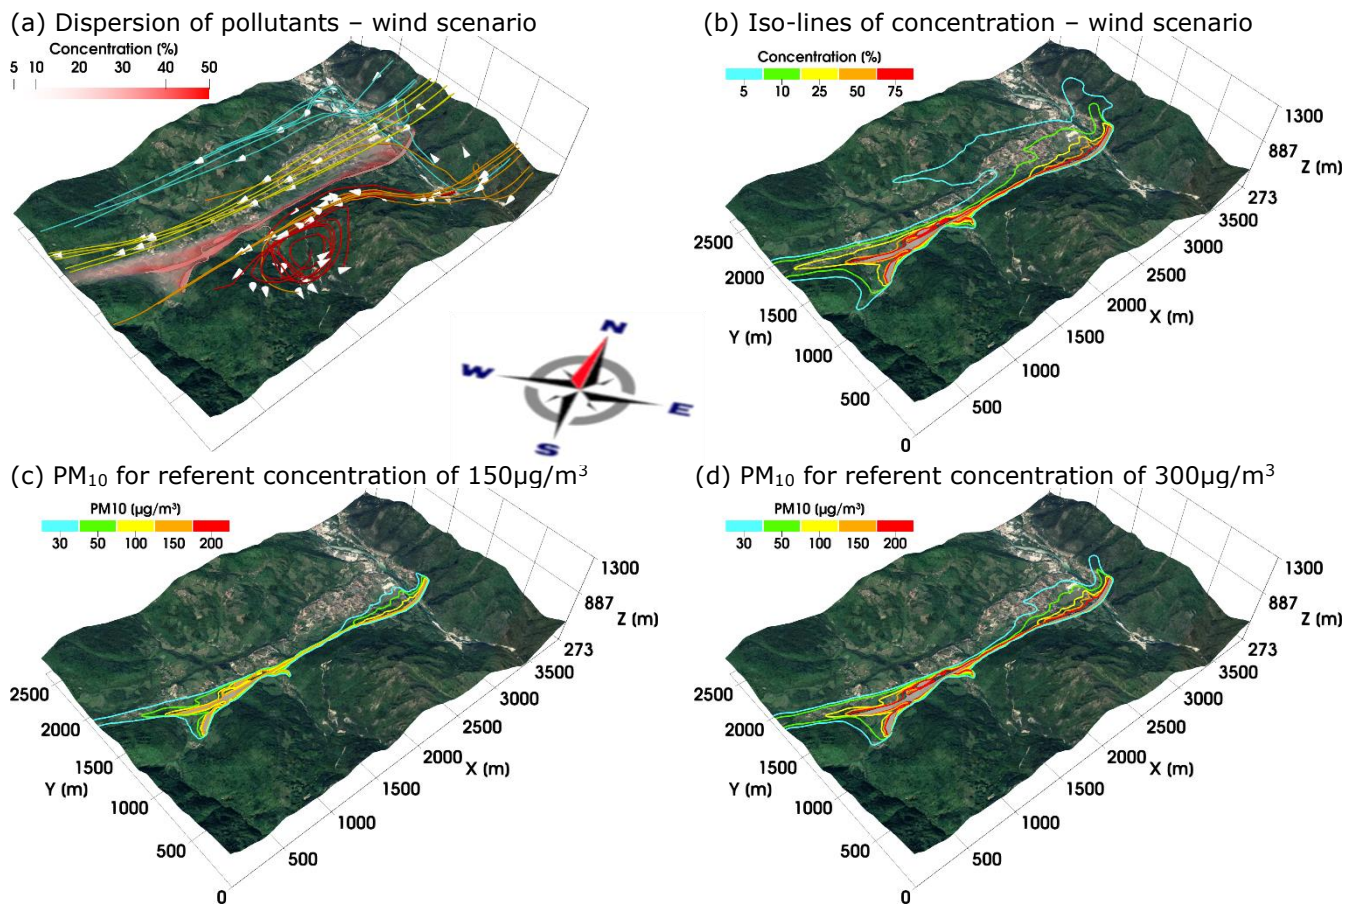 (a) Dispersion of pollutants – wind scenario
Concentration (%)
5 10 20 30 40 50
(b) Iso-lines of concentration – wind scenario
Concentration (%)
5 10 25 50 75
1300
887
Z (m)
273
3500
3000
2500
2000
X (m)
1500
1000
500
0
2500
2000
1500
Y (m)
1000
500
N
W
E
S
(c) PM₁₀ for referent concentration of 150µg/m³
PM10 (µg/m³)
30 50 100 150 200
1300
887
Z (m)
273
3500
3000
2500
2000
X (m)
1500
1000
500
0
2500
2000
1500
Y (m)
1000
500
(d) PM₁₀ for referent concentration of 300µg/m³
PM10 (µg/m³)
30 50 100 150 200
1300
887
Z (m)
273
3500
3000
2500
2000
X (m)
1500
1000
500
0
2500
2000
1500
Y (m)
1000
500